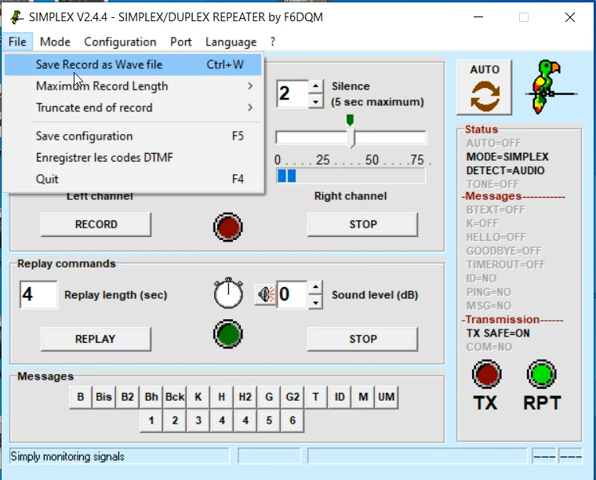 SIMPLEX V2.4.4 - SIMPLEX/DUPLEX REPEATER by F6DQM
File Mode Configuration Port Language ?
Save Record as Wave file Ctrl+W
Maximum Record Length
Truncate end of record
Save configuration F5
Enregistrer les codes DTMF
Quit F4
2 Silence
(5 sec maximum)
0 . . . . 25 . . . . 50 . . . . 75 .
Left channel Right channel
RECORD STOP
Replay commands
4 Replay length (sec) 0 Sound level (dB)
REPLAY STOP
Messages
B Bis B2 Bh Bck K H H2 G G2 T ID M UM
1 2 3 4 4 5 6
AUTO
Status
AUTO=OFF
MODE=SIMPLEX
DETECT=AUDIO
TONE=OFF
-Messages------------
BTEXT=OFF
K=OFF
HELLO=OFF
GOODBYE=OFF
TIMEROUT=OFF
ID=NO
PING=NO
MSG=NO
-Transmission------
TX SAFE=ON
COM=NO
TX RPT
Simply monitoring signals --- ---